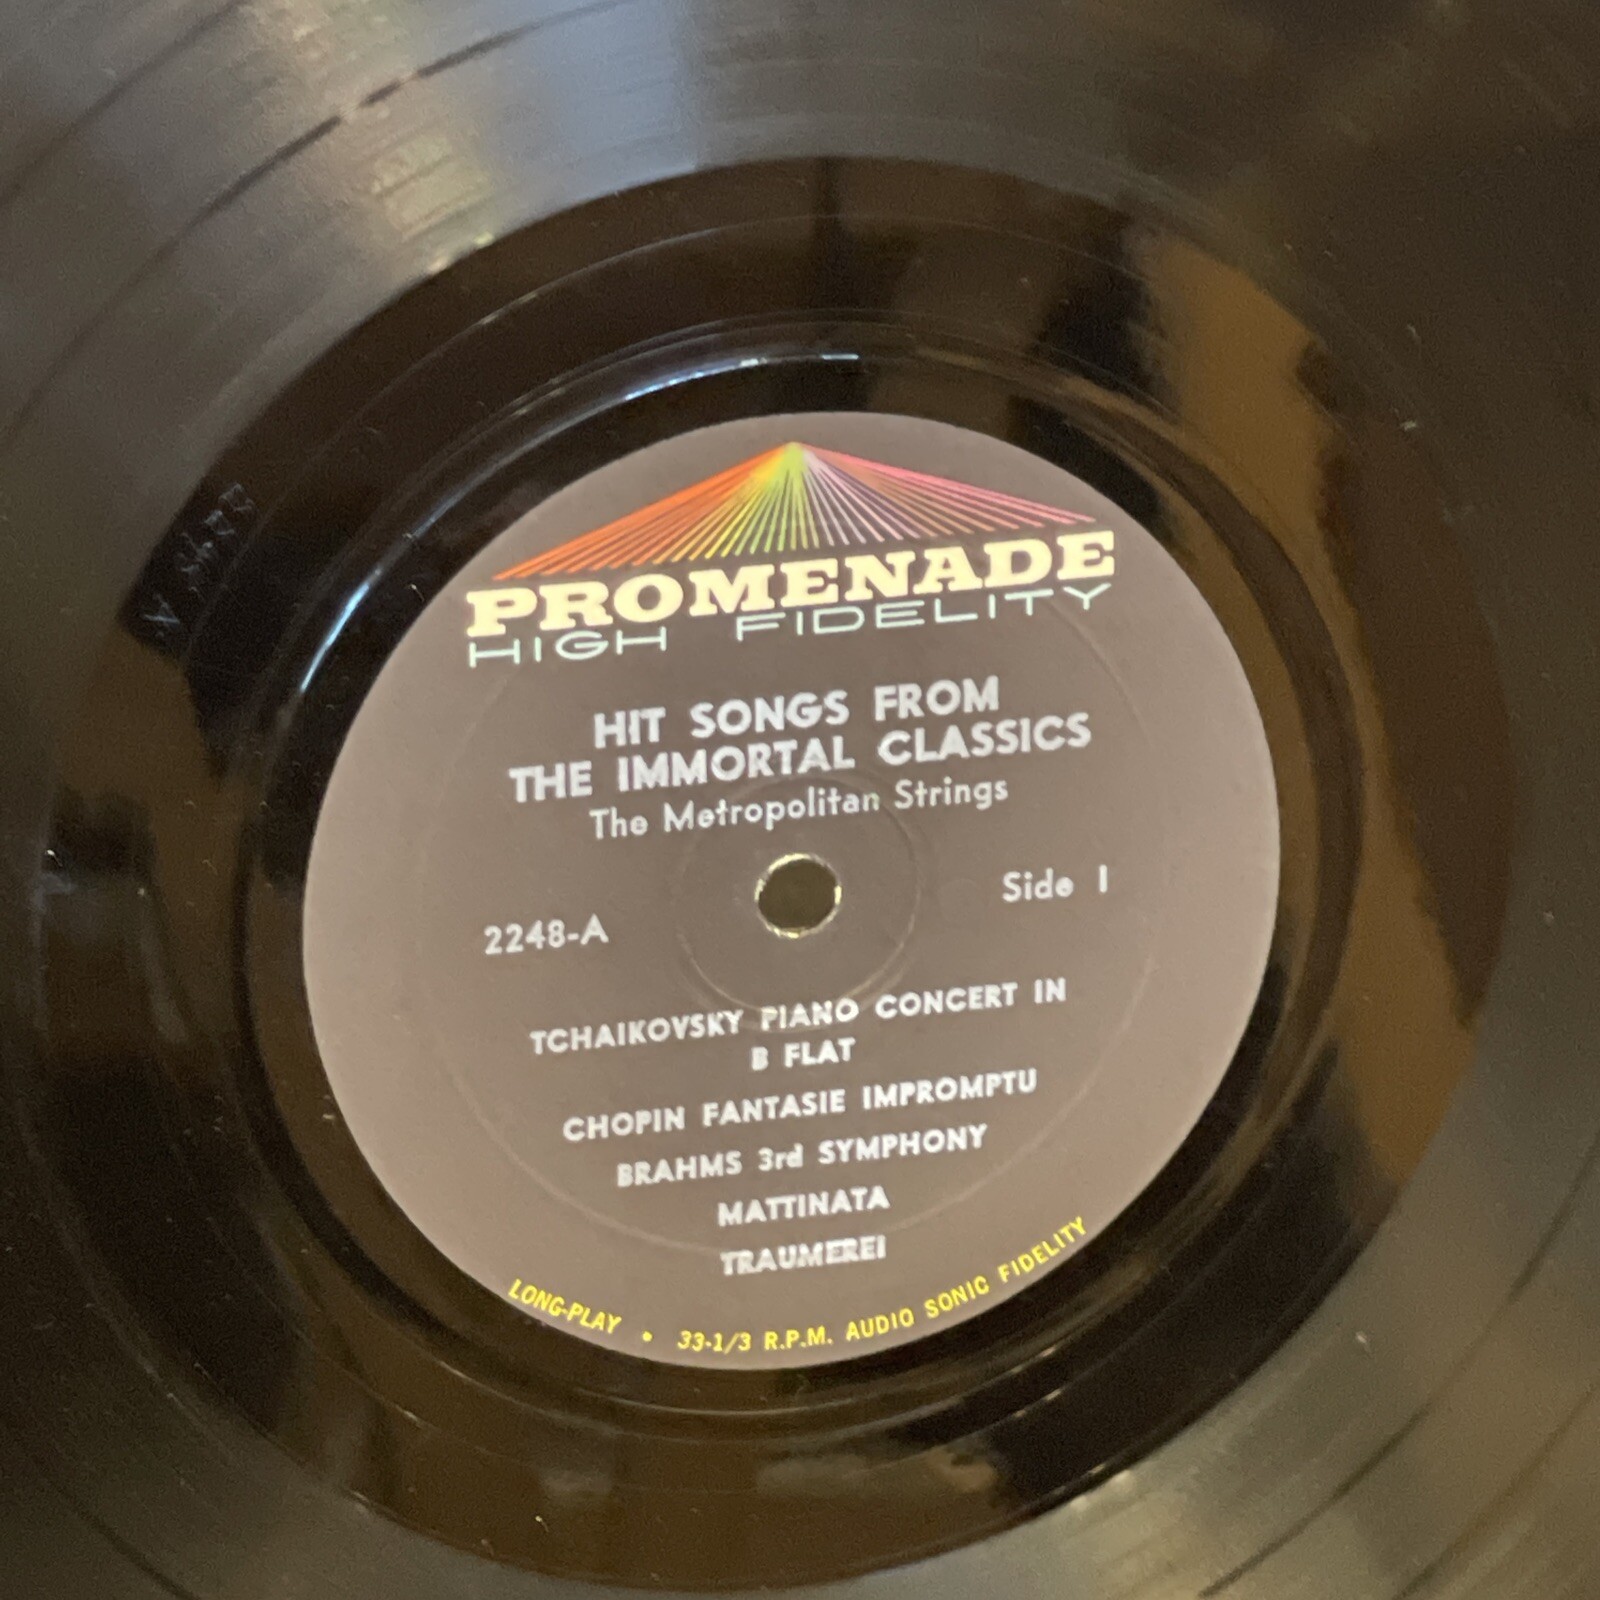 PROMENADE
HIGH FIDELITY
HIT SONGS FROM
THE IMMORTAL CLASSICS
The Metropolitan Strings
Side 1
2248-A
TCHAIKOVSKY PIANO CONCERT IN
B FLAT
CHOPIN FANTASIE IMPROMPTU
BRAHMS 3rd SYMPHONY
MATTINATA
TRAUMEREI
LONG-PLAY • 33-1/3 R.P.M. AUDIO SONIC FIDELITY